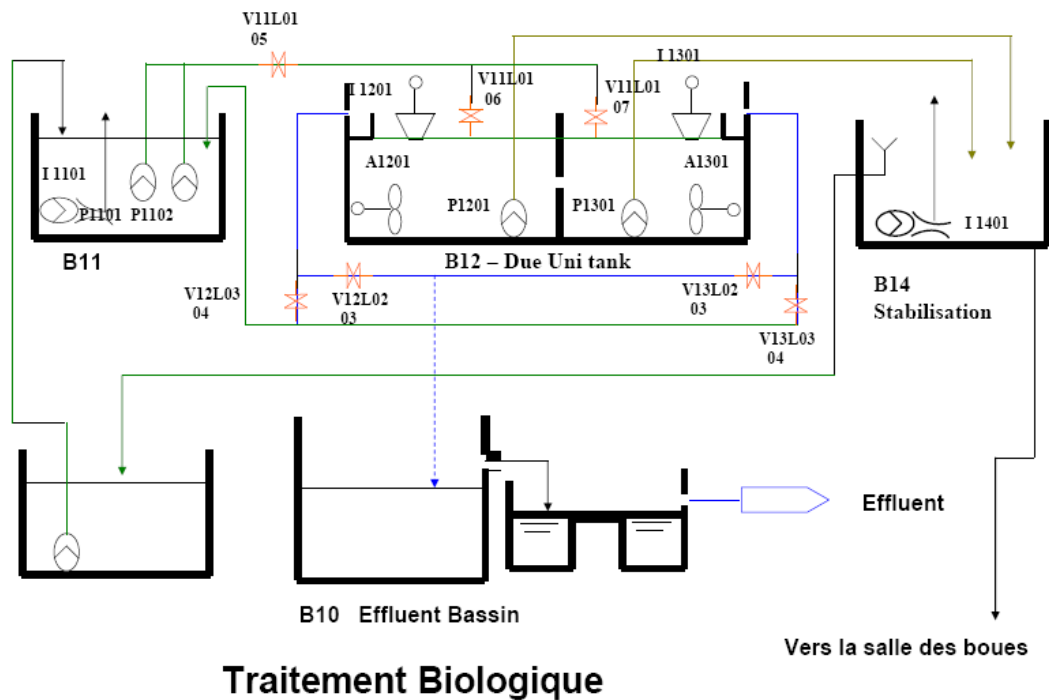 V11L01
05
I 1301
I 1201
V11L01
06
V11L01
07
I 1101
A1201
A1301
P1101
P1102
P1201
P1301
I 1401
B11
B12 – Due Uni tank
B14
Stabilisation
V12L03
04
V12L02
03
V13L02
03
V13L03
04
Effluent
B10 Effluent Bassin
Vers la salle des boues
Traitement Biologique